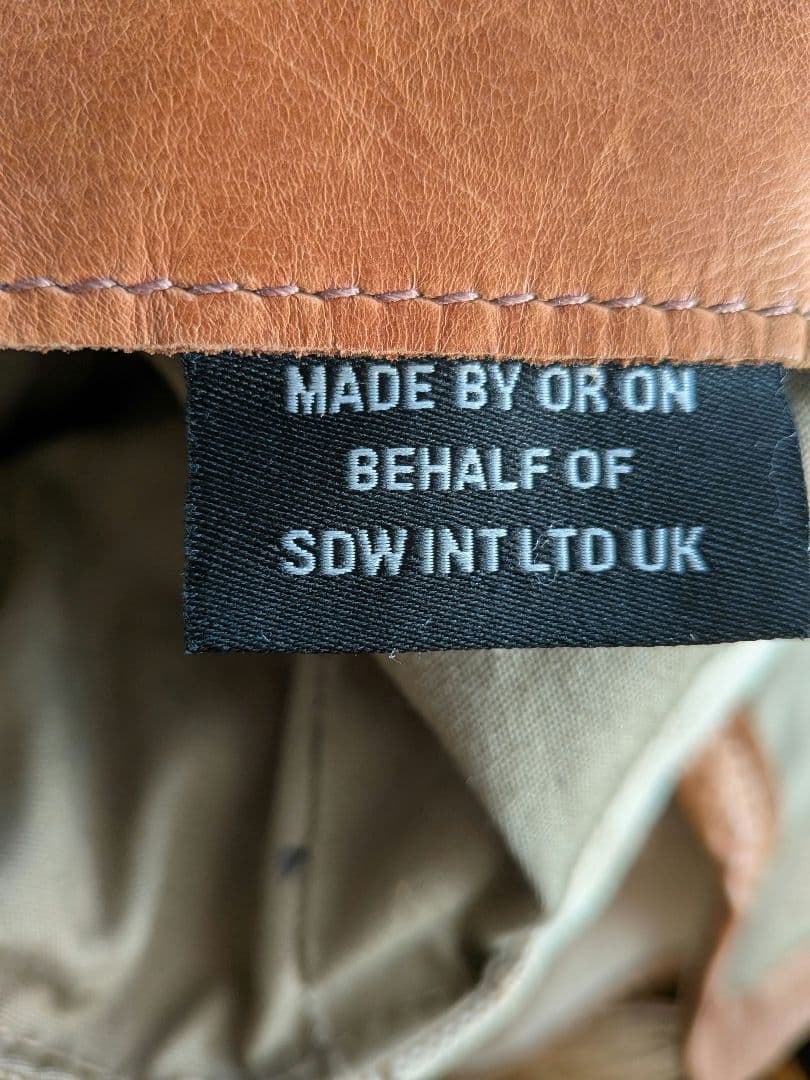 MADE BY OR ON
BEHALF OF
SDW INT LTD UK